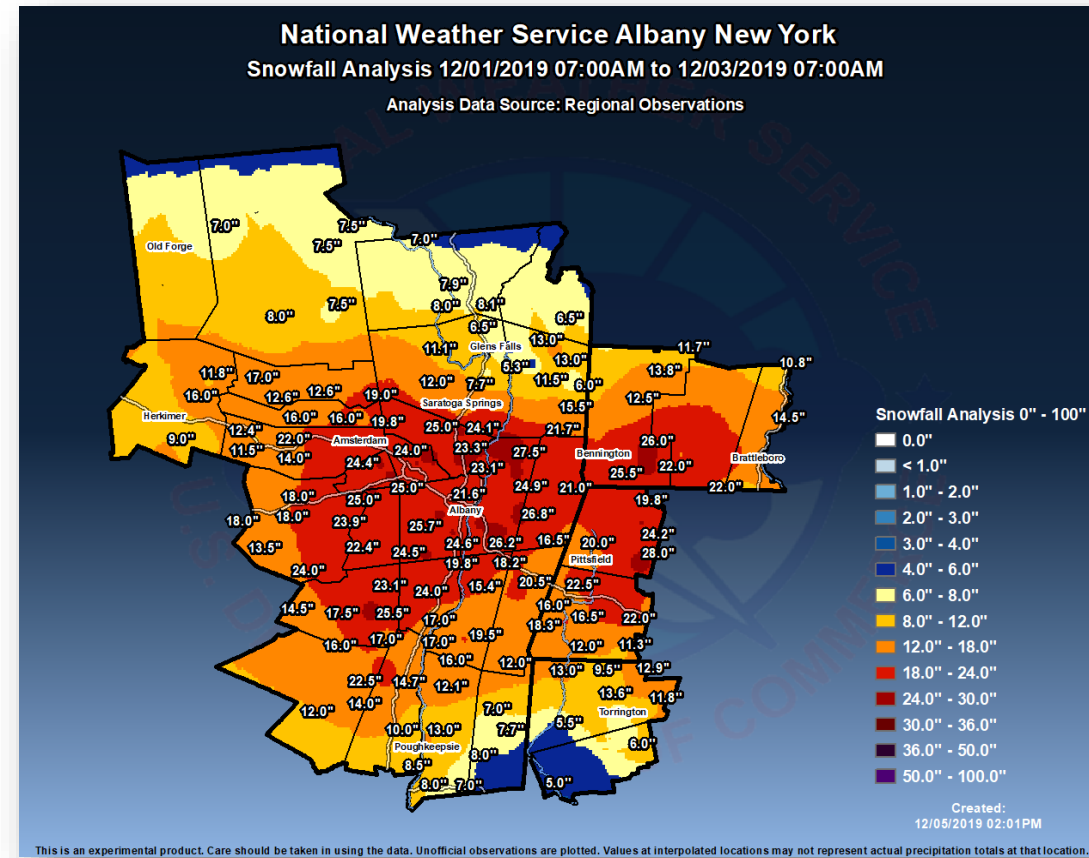 National Weather Service Albany New York
Snowfall Analysis 12/01/2019 07:00AM to 12/03/2019 07:00AM
Analysis Data Source: Regional Observations
7.0" 7.5" 7.0"
Old Forge 7.5"
7.9"
8.0" 7.5" 8.0" 8.1" 6.5"
6.5"
11.1" Glens Falls 13.0" 11.7"
11.8" 17.0" 5.3" 13.0" 13.8" 10.8"
16.0" 12.6" 12.6" 19.0" 12.0" 7.7" 11.5" 6.0" 12.5"
Saratoga Springs 15.5"
Herkimer 12.4" 16.0" 16.0" 19.8" 25.0" 24.1" 21.7" 14.5"
9.0" 11.5" 22.0" Amsterdam 24.0" 23.3" 27.5" Bennington 26.0" Brattleboro
14.0" 24.4" 23.1" 25.5" 22.0"
18.0" 25.0" 25.0" 21.6" 24.9" 21.0" 22.0"
18.0" 18.0" 23.9" 25.7" Albany 26.8" 19.8"
13.5" 22.4" 24.5" 24.6" 26.2" 16.5" 20.0" 24.2"
24.0" 19.8" 18.2" Pittsfield 28.0"
23.1" 24.0" 15.4" 20.5" 22.5"
14.5" 17.5" 25.5" 17.0" 16.0" 16.5" 22.0"
16.0" 17.0" 17.0" 19.5" 18.3" 12.0" 11.3"
16.0" 12.0" 13.0" 9.5" 12.9"
22.5" 14.7" 12.1" 13.6" 11.8"
12.0" 14.0" 7.0" Torrington
10.0" 13.0" 7.7" 5.5"
Poughkeepsie 8.0" 6.0"
8.5"
8.0" 7.0" 5.0"
Snowfall Analysis 0" - 100"
0.0"
< 1.0"
1.0" - 2.0"
2.0" - 3.0"
3.0" - 4.0"
4.0" - 6.0"
6.0" - 8.0"
8.0" - 12.0"
12.0" - 18.0"
18.0" - 24.0"
24.0" - 30.0"
30.0" - 36.0"
36.0" - 50.0"
50.0" - 100.0"
Created:
12/05/2019 02:01PM
This is an experimental product. Care should be taken in using the data. Unofficial observations are plotted. Values at interpolated locations may not represent actual precipitation totals at that location.